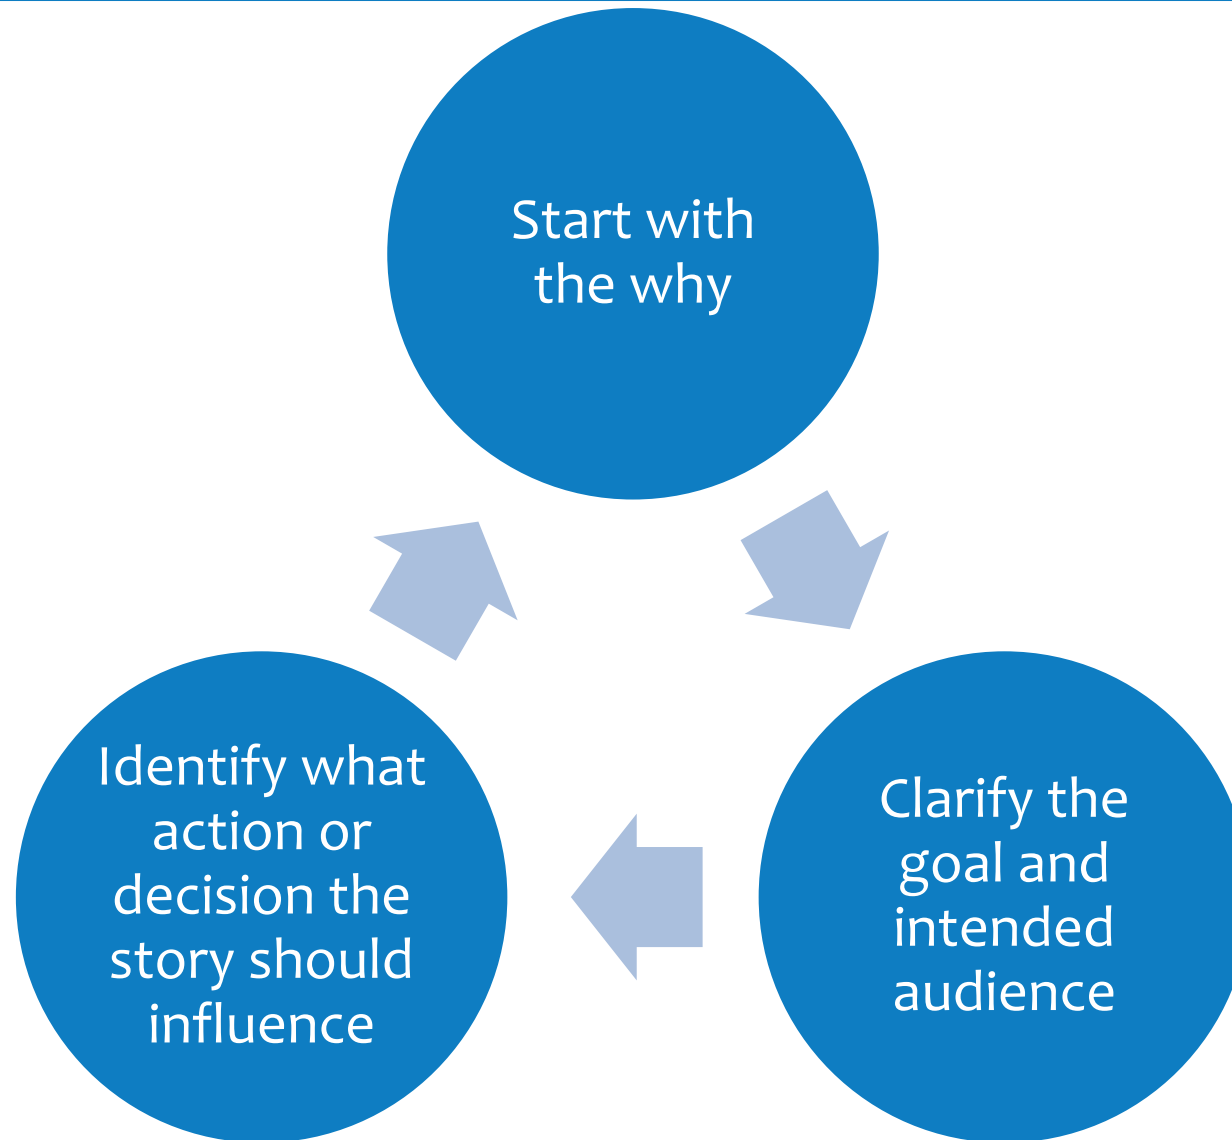 Start with
the why
Clarify the
goal and
intended
audience
Identify what
action or
decision the
story should
influence